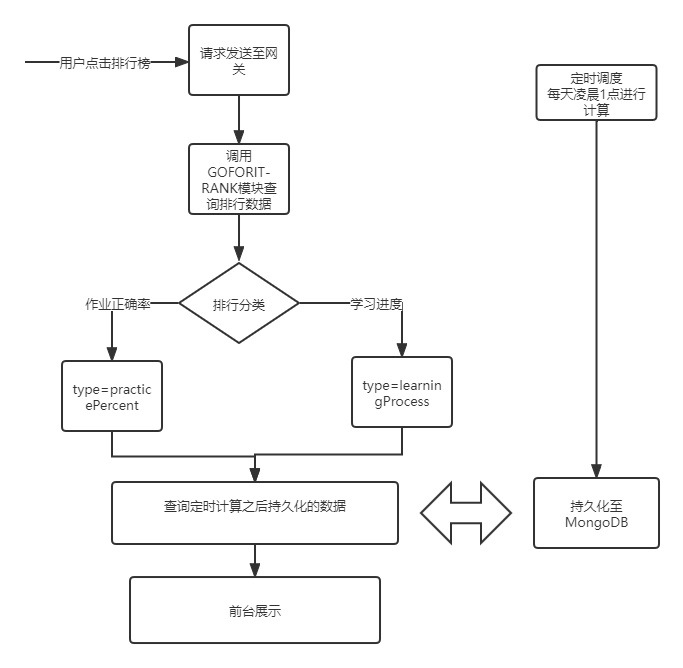 用户点击排行榜
请求发送至网
关
定时调度
每天凌晨1点进行
计算
调用
GOFORIT-
RANK模块查
询排行数据
作业正确率
排行分类
学习进度
type=practic
ePercent
type=learnin
gProcess
查询定时计算之后持久化的数据
持久化至
MongoDB
前台展示